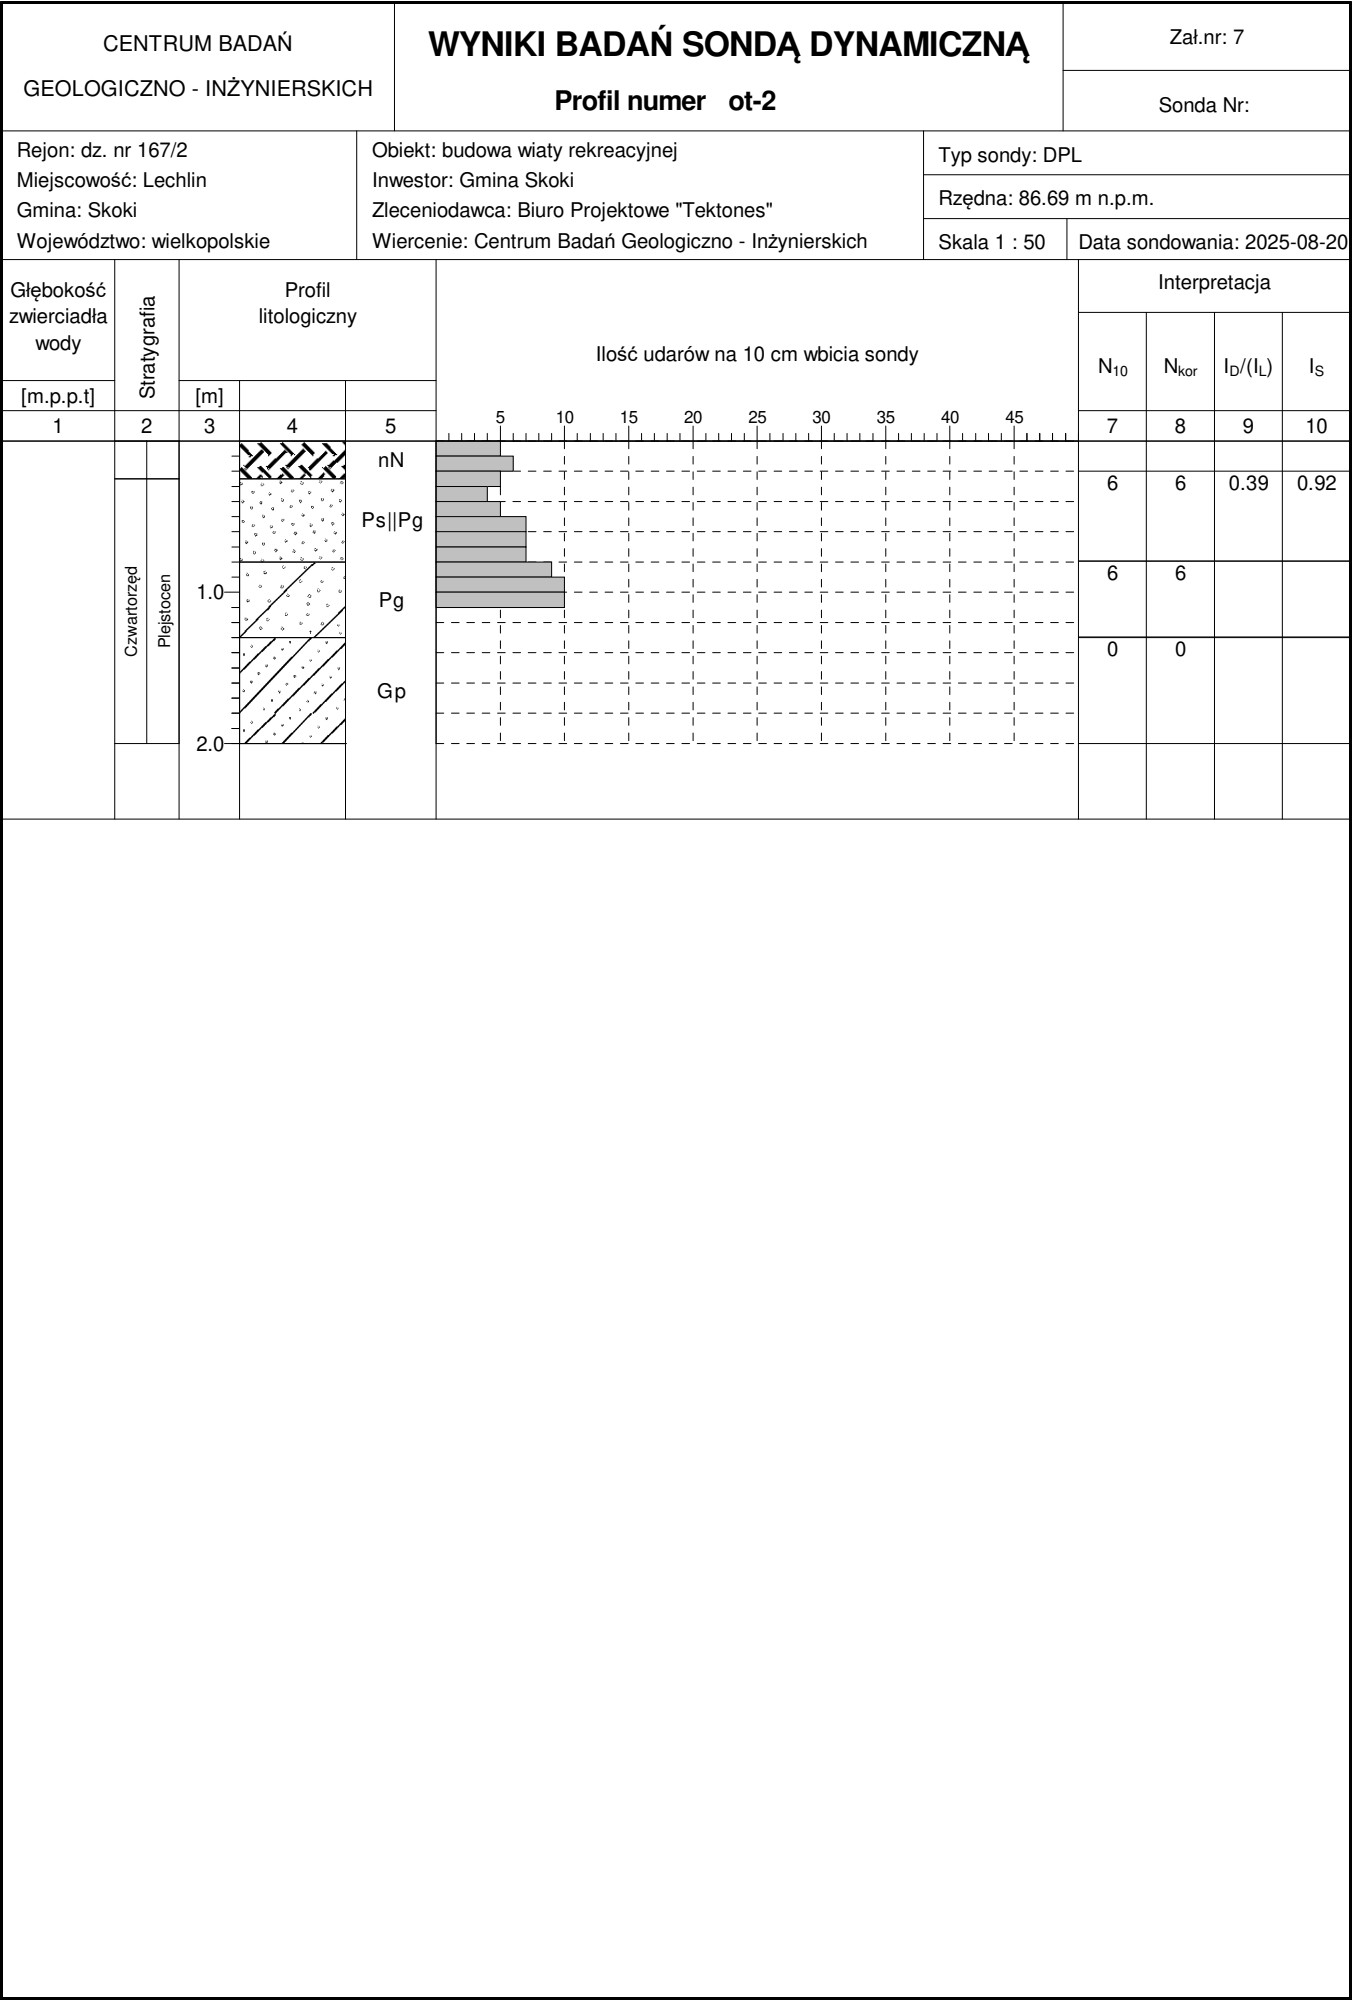 CENTRUM BADAŃ
GEOLOGICZNO - INŻYNIERSKICH
WYNIKI BADAŃ SONDĄ DYNAMICZNĄ
Profil numer ot-2
Zał.nr: 7
Sonda Nr:
Rejon: dz. nr 167/2
Miejscowość: Lechlin
Gmina: Skoki
Województwo: wielkopolskie
Obiekt: budowa wiaty rekreacyjnej
Inwestor: Gmina Skoki
Zleceniodawca: Biuro Projektowe "Tektones"
Wiercenie: Centrum Badań Geologiczno - Inżynierskich
Typ sondy: DPL
Rzędna: 86.69 m n.p.m.
Skala 1 : 50
Data sondowania: 2025-08-20
Głębokość
zwierciadła
wody
[m.p.p.t]
Stratygrafia
Profil
litologiczny
[m]
Ilość udarów na 10 cm wbicia sondy
Interpretacja
N10 Nkor ID/(IL) IS
5 10 15 20 25 30 35 40 45
1 2 3 4 5 7 8 9 10
nN
6 6 0.39 0.92
Ps||Pg
6 6
Czwartorzęd
Plejstocen
1.0
Pg
0 0
Gp
2.0